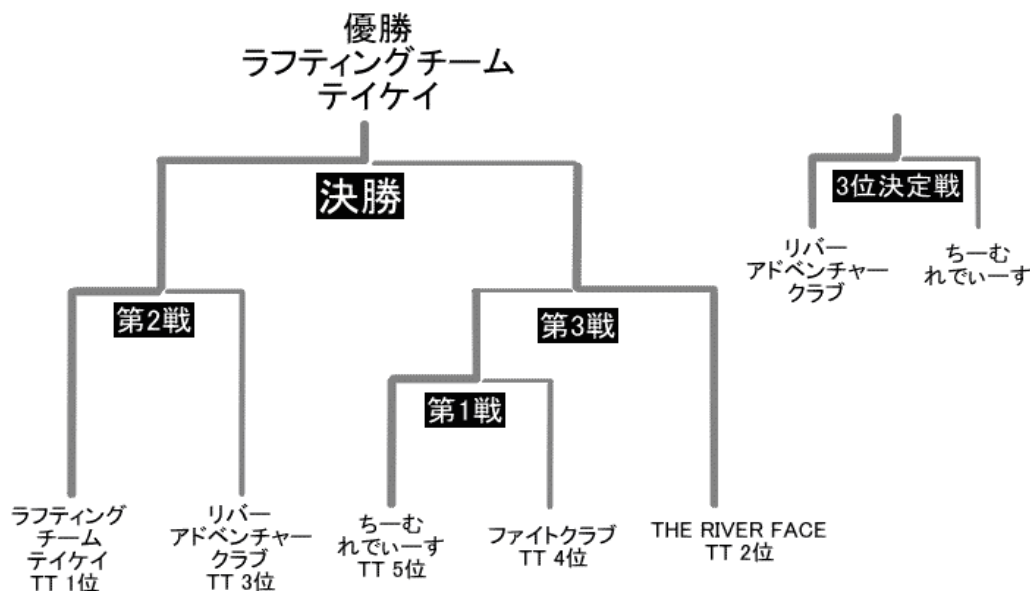 優勝
ラフティングチーム
テイケイ
決勝
3位決定戦
リバー
アドベンチャー
クラブ
ちーむ
れでぃーす
第2戦
第3戦
第1戦
ラフティング
チーム
テイケイ
TT 1位
リバー
アドベンチャー
クラブ
TT 3位
ちーむ
れでぃーす
TT 5位
ファイトクラブ
TT 4位
THE RIVER FACE
TT 2位